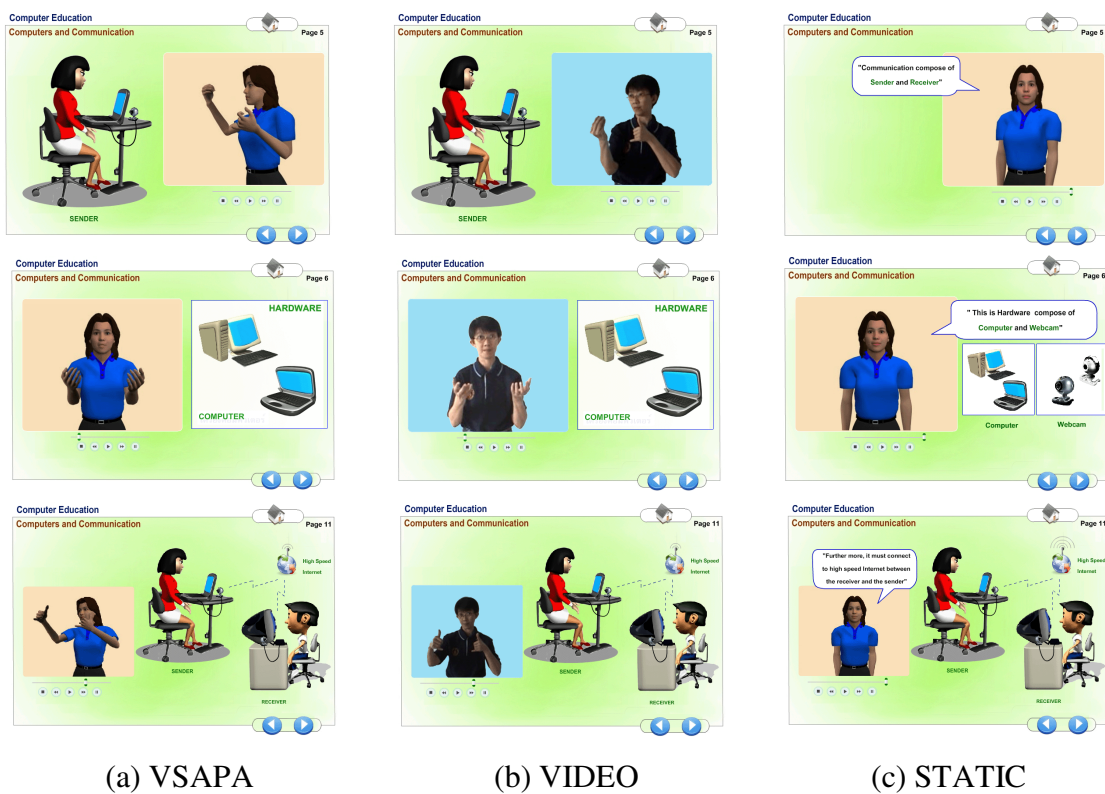 Computer Education
Computers and Communication
Page 5
SENDER
Computer Education
Computers and Communication
Page 5
SENDER
Computer Education
Computers and Communication
Page 5
"Communication compose of
Sender and Receiver"
Computer Education
Computers and Communication
Page 6
HARDWARE
COMPUTER
Computer Education
Computers and Communication
Page 6
HARDWARE
COMPUTER
Computer Education
Computers and Communication
Page 6
" This is Hardware compose of
Computer and Webcam"
Computer
Webcam
Computer Education
Computers and Communication
Page 11
High Speed
Internet
SENDER
RECEIVER
Computer Education
Computers and Communication
Page 11
High Speed
Internet
SENDER
RECEIVER
Computer Education
Computers and Communication
Page 11
"Further more, it must connect
to high speed Internet between
the receiver and the sender"
High Speed
Internet
SENDER
RECEIVER
(a) VSAPA
(b) VIDEO
(c) STATIC